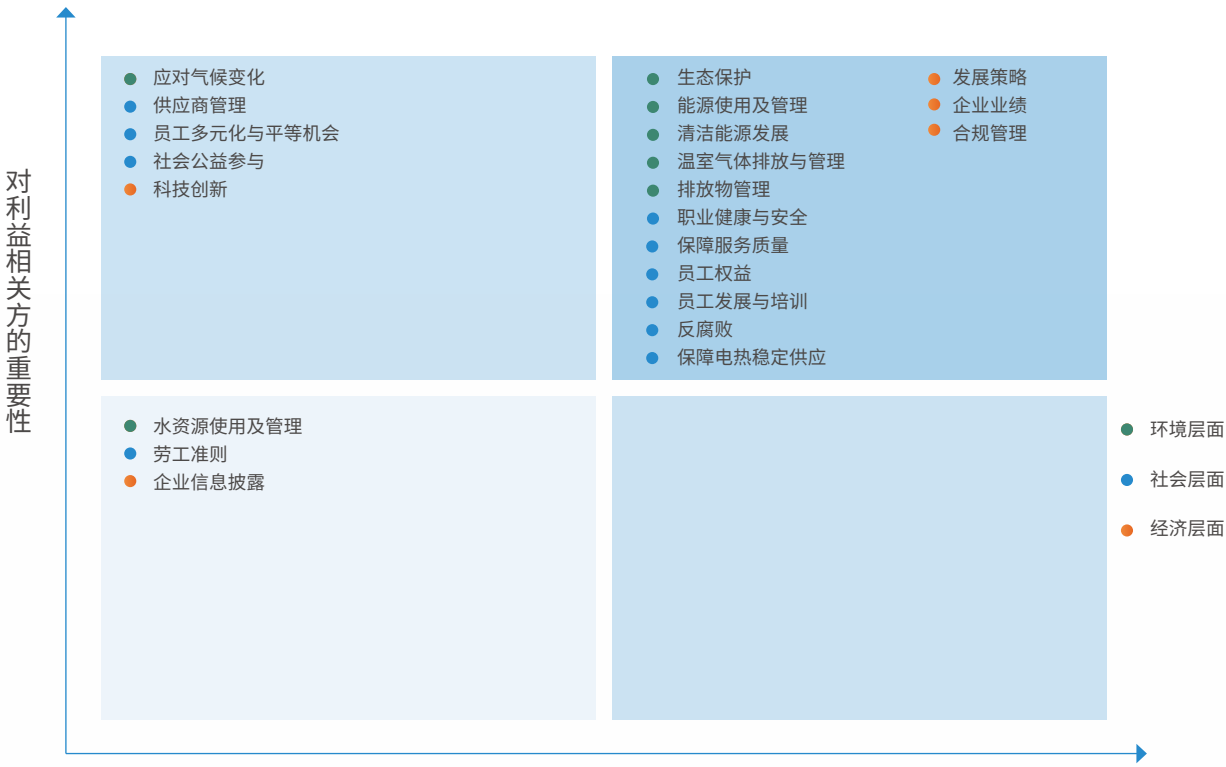 对利益相关方的重要性
应对气候变化
供应商管理
员工多元化与平等机会
社会公益参与
科技创新
生态保护
能源使用及管理
清洁能源发展
温室气体排放与管理
排放物管理
职业健康与安全
保障服务质量
员工权益
员工发展与培训
反腐败
保障电热稳定供应
发展策略
企业业绩
合规管理
水资源使用及管理
劳工准则
企业信息披露
环境层面
社会层面
经济层面